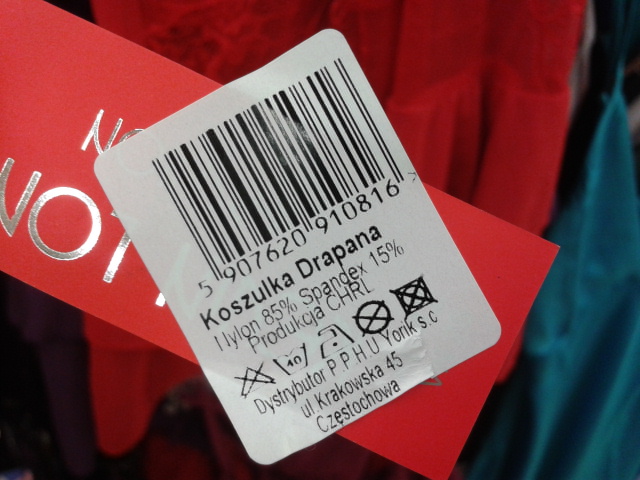 5 907620 910816 >
Koszulka Drapana
Nylon 85% Spandex 15%
Produkcja CHRL
Dystrybutor P.P.H.U Yorik s.c
ul.Krakowska 45
Częstochowa